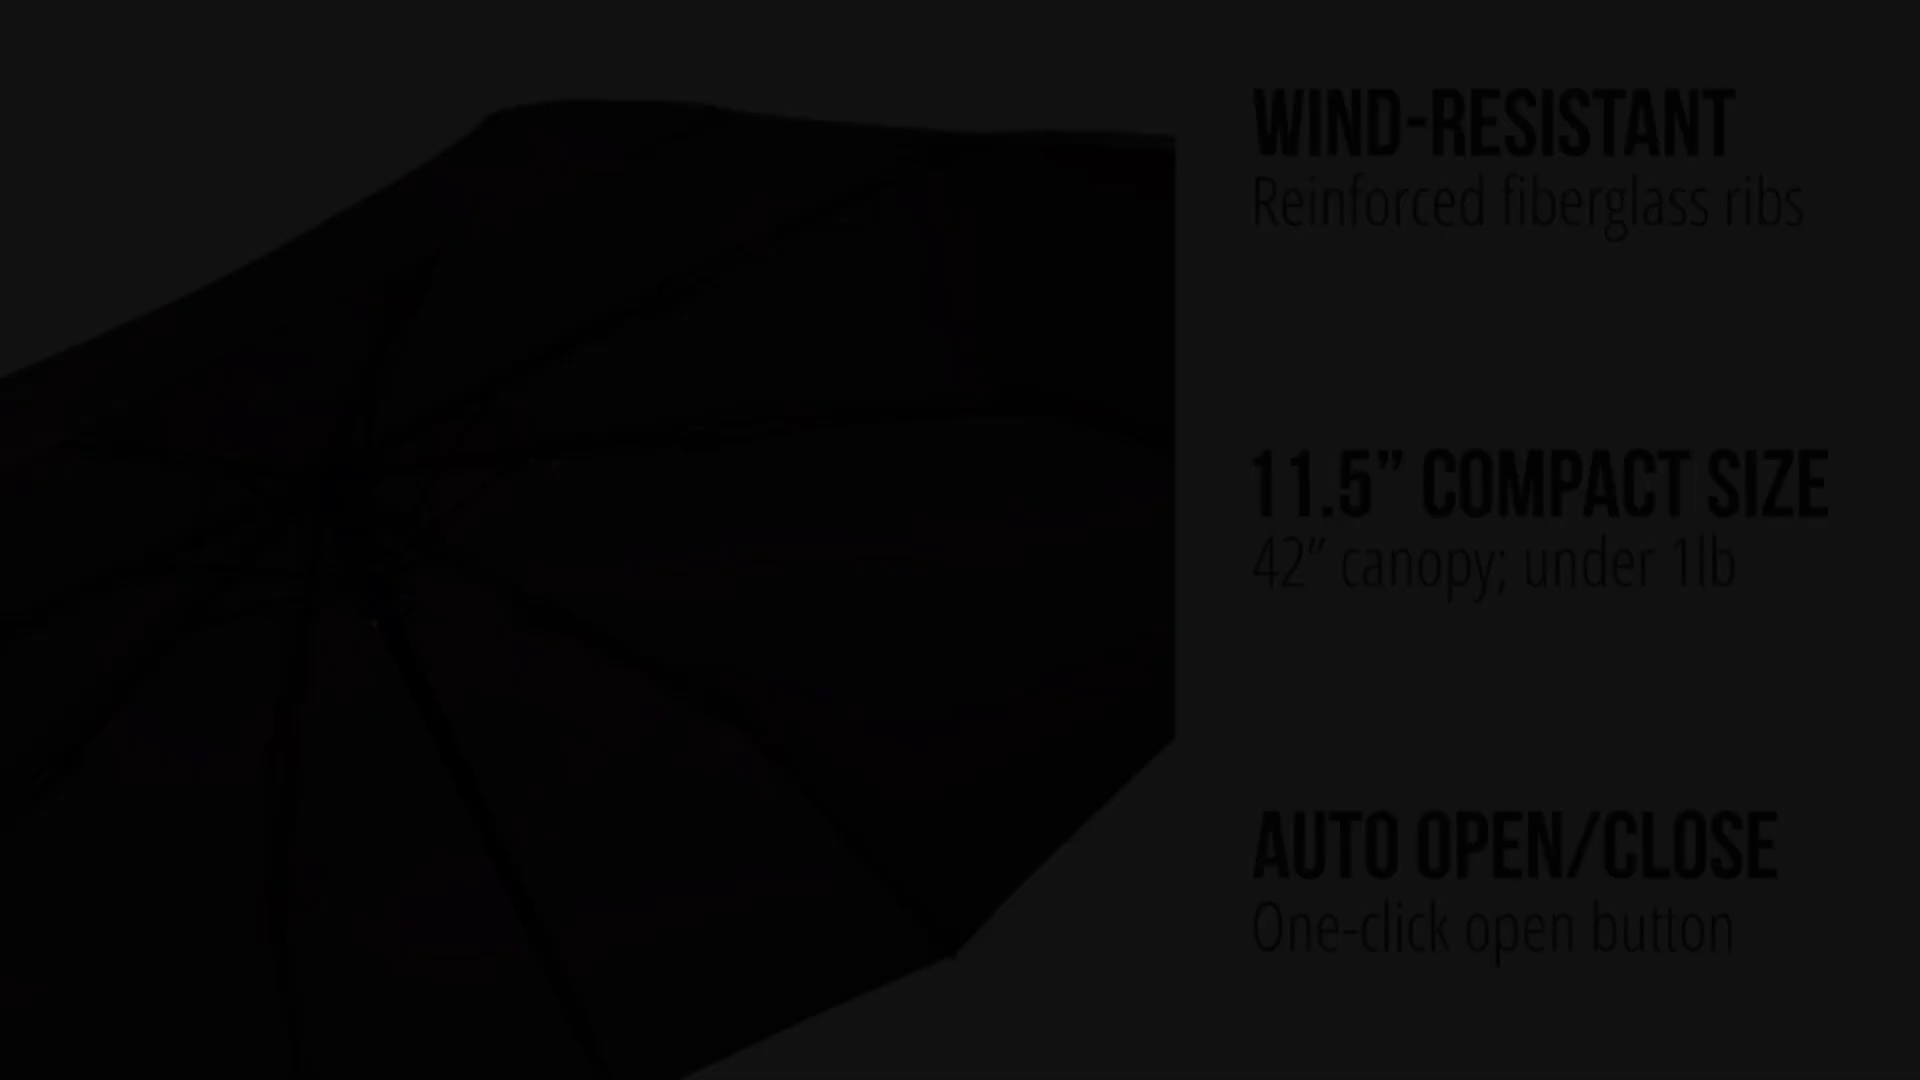 WIND-RESISTANT
Reinforced fiberglass ribs
11.5” COMPACT SIZE
42” canopy; under 1lb
AUTO OPEN/CLOSE
One-click open button